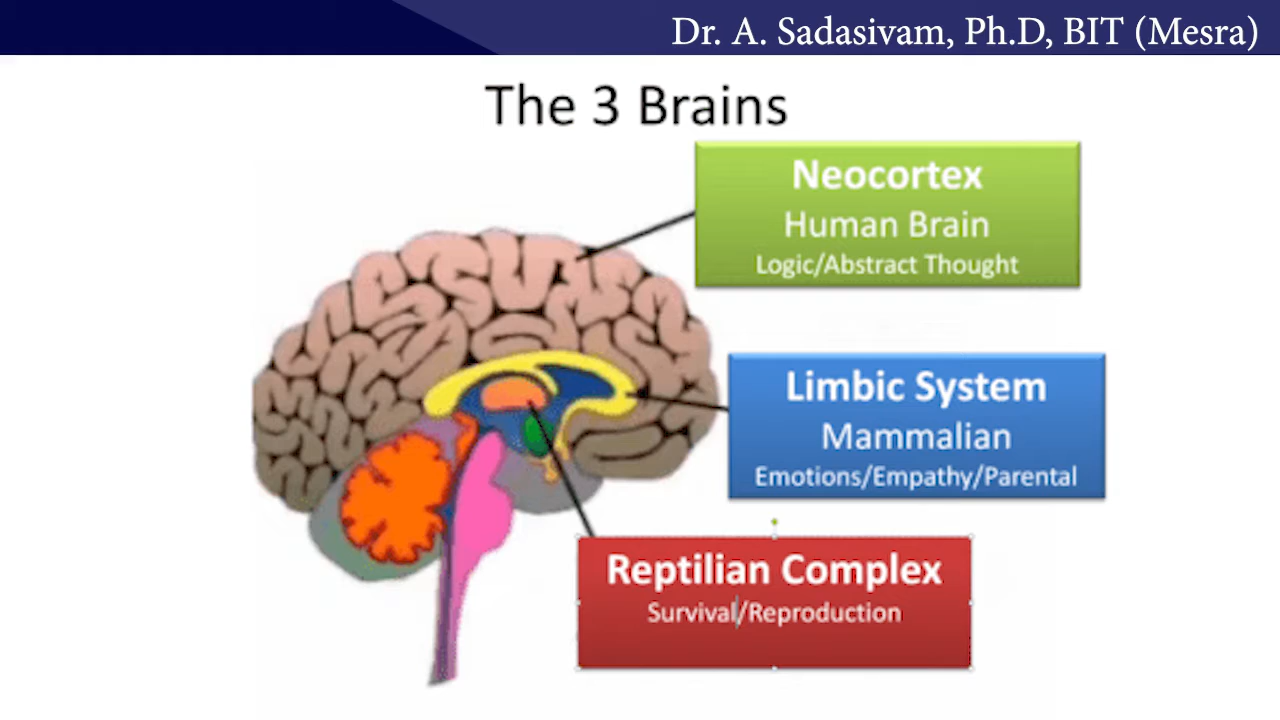 Dr. A. Sadasivam, Ph.D, BIT (Mesra)
The 3 Brains
Neocortex
Human Brain
Logic/Abstract Thought
Limbic System
Mammalian
Emotions/Empathy/Parental
Reptilian Complex
Survival/Reproduction